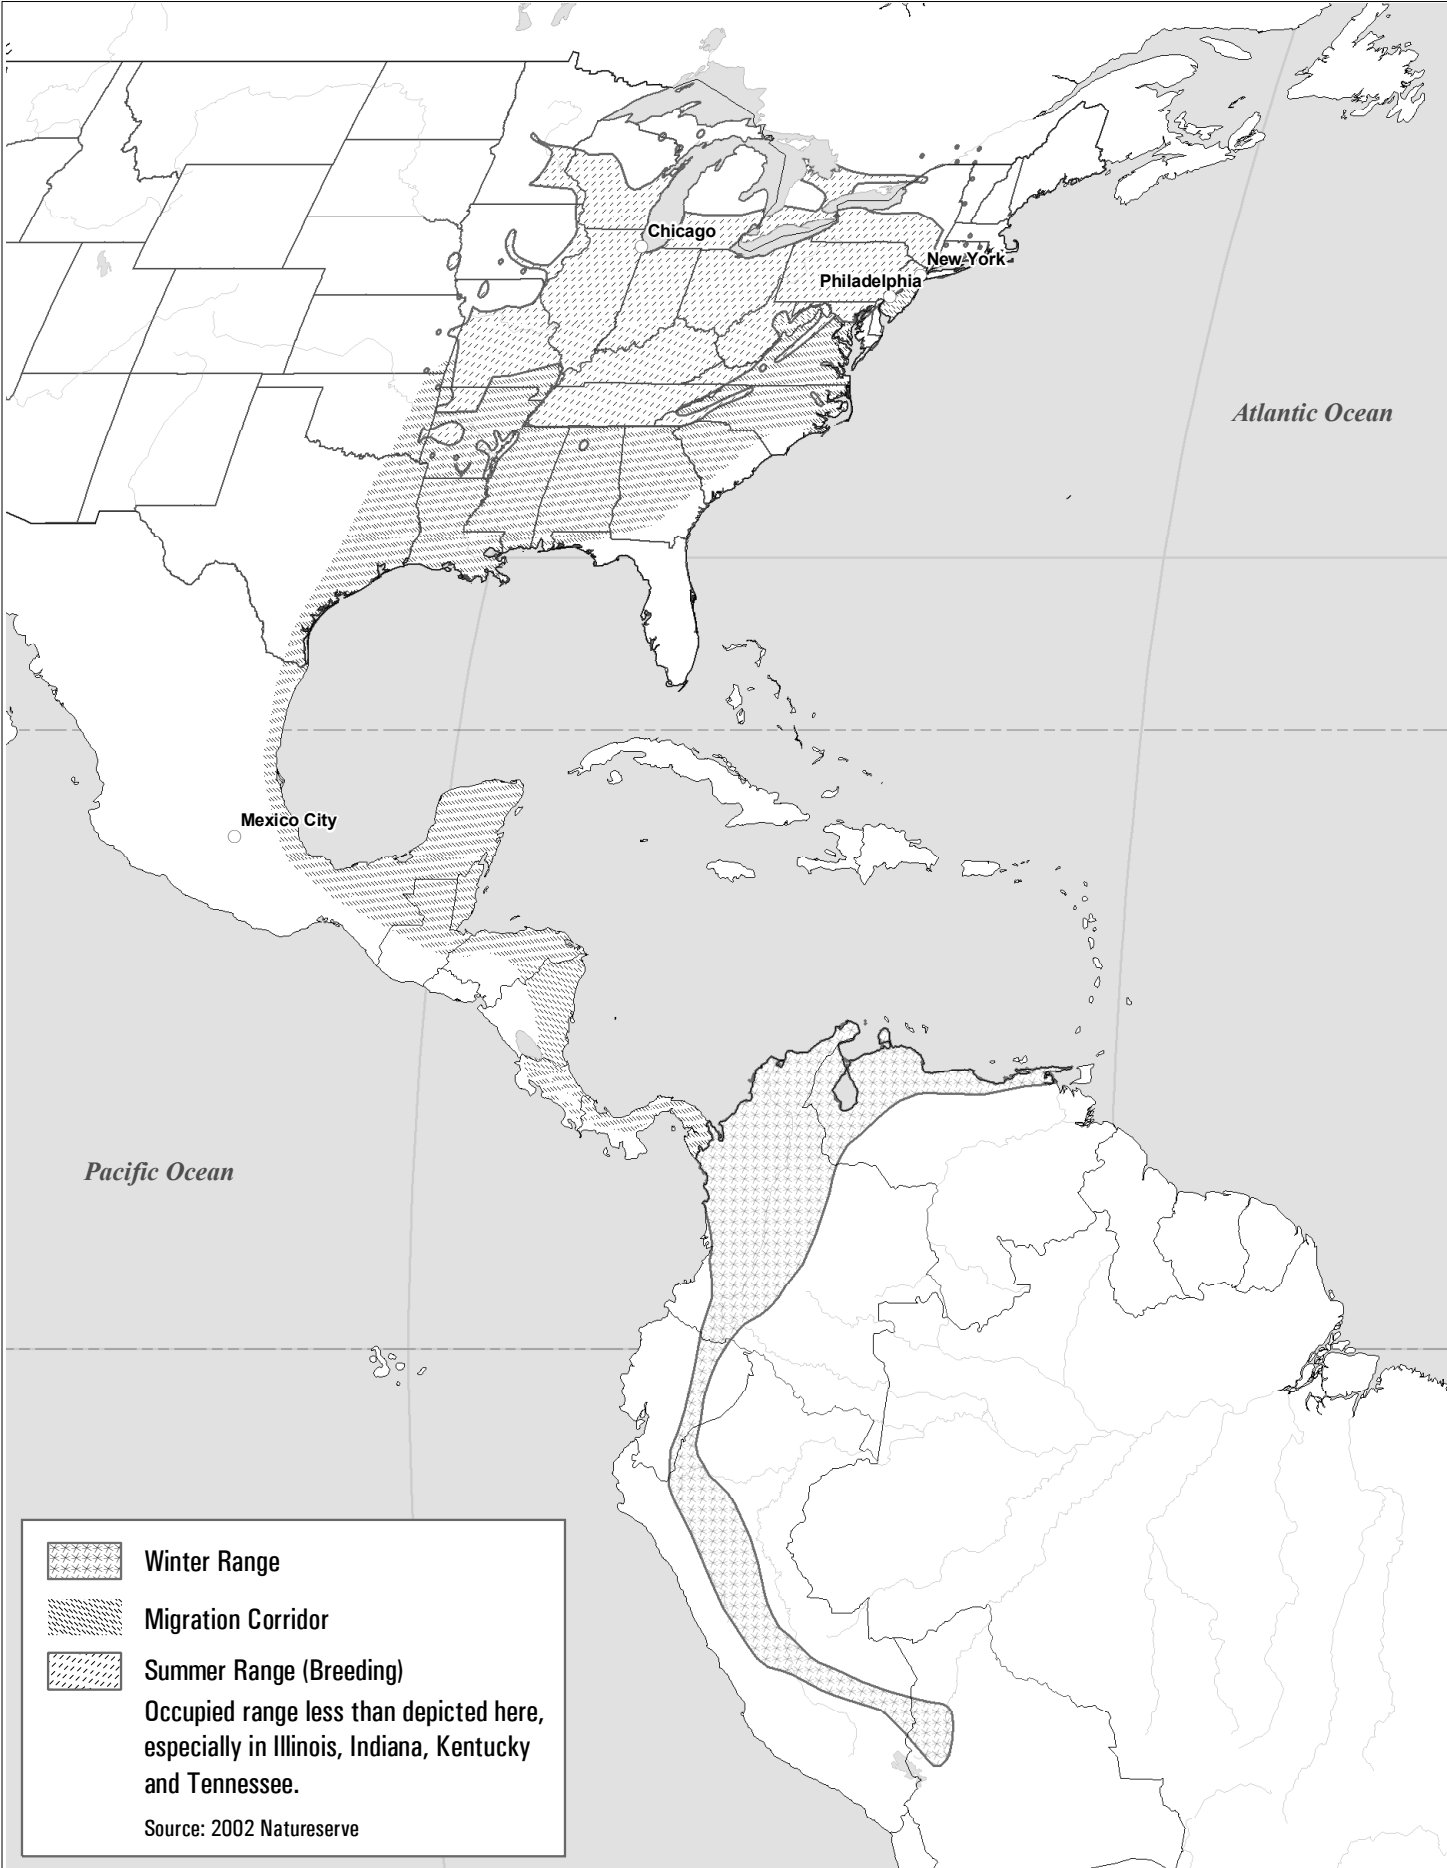 Chicago
New York
Philadelphia
Atlantic Ocean
Mexico City
Pacific Ocean
Winter Range
Migration Corridor
Summer Range (Breeding)
Occupied range less than depicted here,
especially in Illinois, Indiana, Kentucky
and Tennessee.
Source: 2002 Natureserve